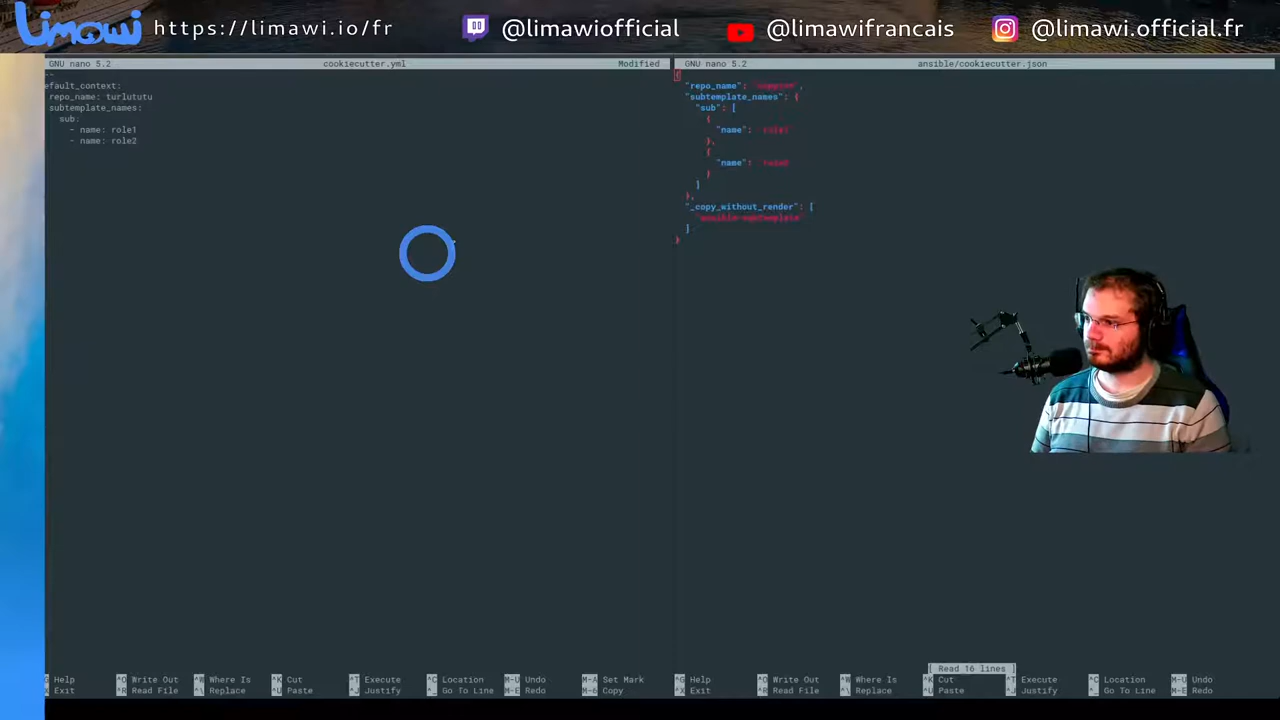 Limawi https://limawi.io/fr @limawiofficial @limawifrancais @limawi.official.fr
GNU nano 5.2 cookiecutter.yml Modified
efault_context:
repo_name: turlututu
subtemplate_names:
sub:
- name: role1
- name: role2
GNU nano 5.2 ansible/cookiecutter.json
{
"repo_name": ,
"subtemplate_names": {
"sub": [
{
"name":
},
{
"name":
}
]
},
"_copy_without_render": [
]
}
[ Read 16 lines ]
Help ^O Write Out ^W Where Is ^K Cut ^T Execute ^C Location M-U Undo M-A Set Mark
Exit ^R Read File ^\ Replace ^U Paste ^J Justify ^_ Go To Line M-E Redo M-6 Copy
^G Help ^O Write Out ^W Where Is ^K Cut ^T Execute ^C Location M-U Undo
^X Exit ^R Read File ^\ Replace ^U Paste ^J Justify ^_ Go To Line M-E Redo